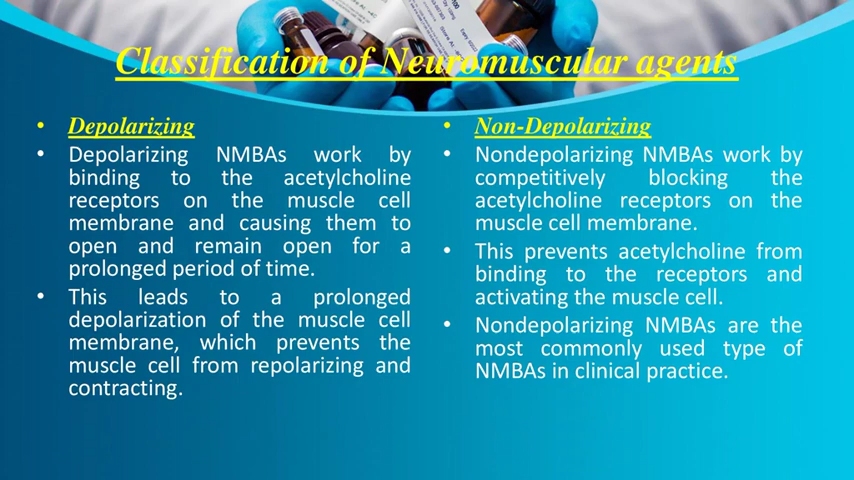 Classification of Neuromuscular agents
• Depolarizing
• Depolarizing NMBAs work by
binding to the acetylcholine
receptors on the muscle cell
membrane and causing them to
open and remain open for a
prolonged period of time.
• This leads to a prolonged
depolarization of the muscle cell
membrane, which prevents the
muscle cell from repolarizing and
contracting.
• Non-Depolarizing
• Nondepolarizing NMBAs work by
competitively blocking the
acetylcholine receptors on the
muscle cell membrane.
• This prevents acetylcholine from
binding to the receptors and
activating the muscle cell.
• Nondepolarizing NMBAs are the
most commonly used type of
NMBAs in clinical practice.